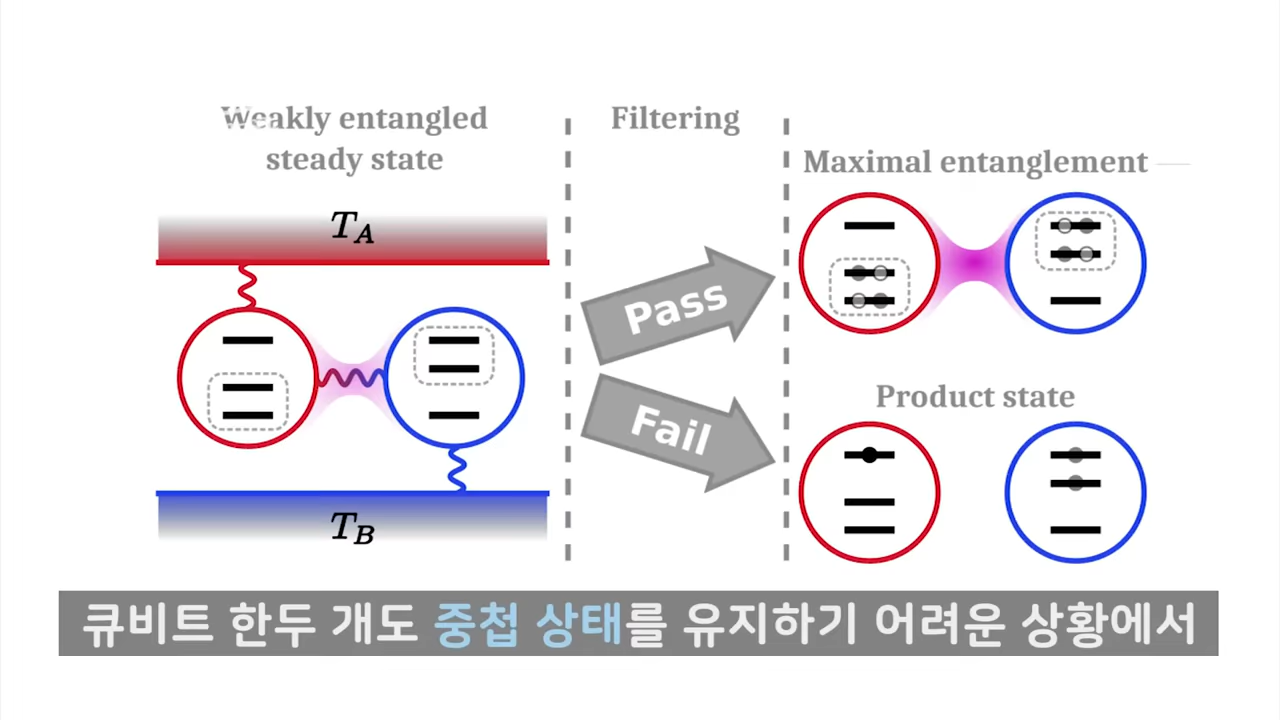 Weakly entangled
steady state
Filtering
Maximal entanglement
T_A
Pass
Fail
Product state
T_B
큐비트 한두 개도 중첩 상태를 유지하기 어려운 상황에서